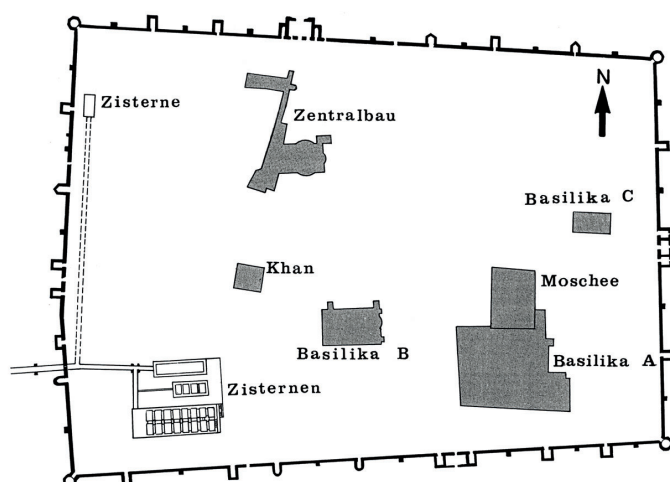 N
Zisterne
Zentralbau
Basilika C
Khan
Moschee
Basilika B
Basilika A
Zisternen